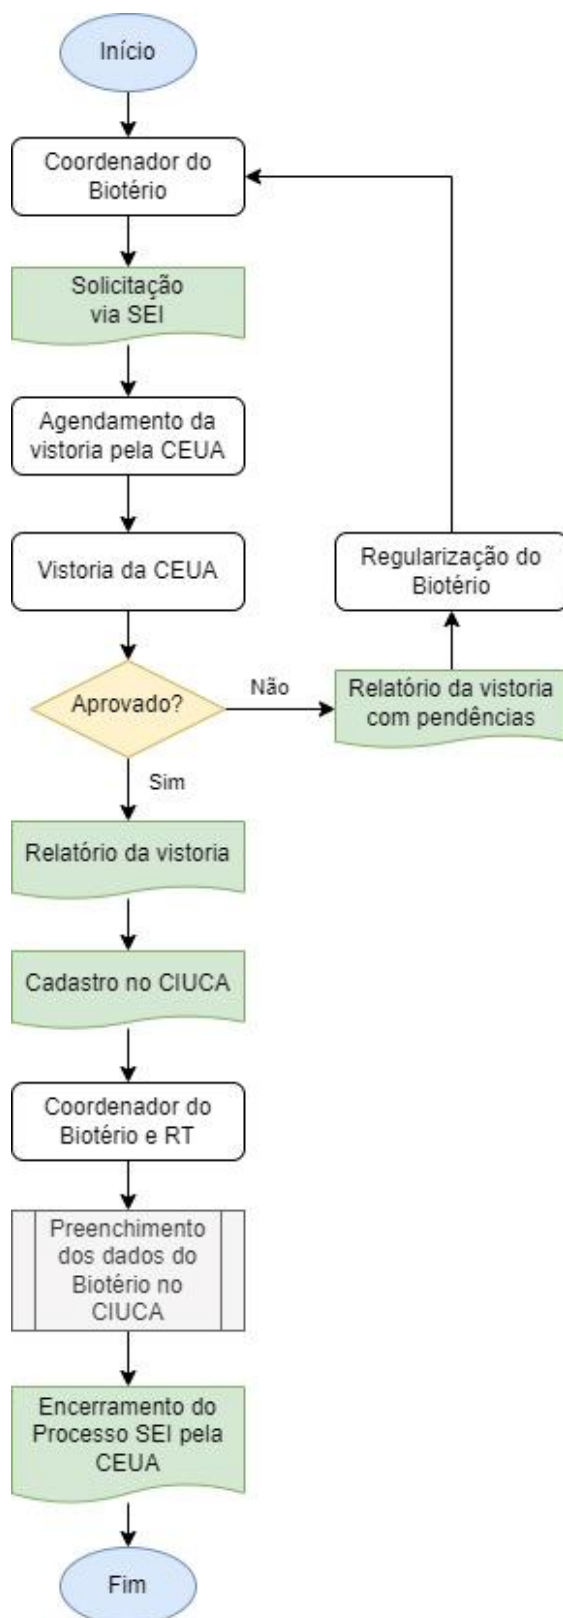 Início
Coordenador do
Biotério
Solicitação
via SEI
Agendamento da
vistoria pela CEUA
Vistoria da CEUA
Regularização do
Biotério
Aprovado?
Não
Relatório da vistoria
com pendências
Sim
Relatório da vistoria
Cadastro no CIUCA
Coordenador do
Biotério e RT
Preenchimento
dos dados do
Biotério no
CIUCA
Encerramento do
Processo SEI pela
CEUA
Fim